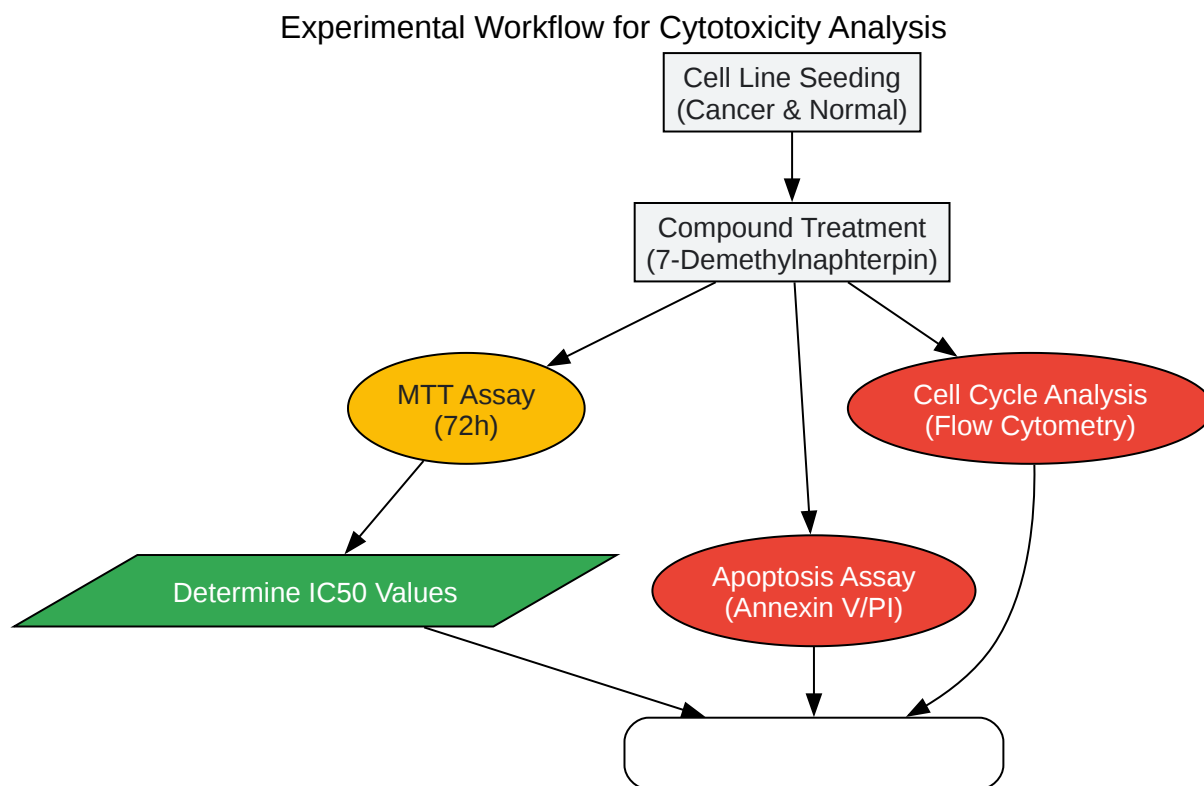 Experimental Workflow for Cytotoxicity Analysis
Cell Line Seeding
(Cancer & Normal)
Compound Treatment
(7-Demethylnaphterpin)
MTT Assay
(72h)
Cell Cycle Analysis
(Flow Cytometry)
Determine IC50 Values
Apoptosis Assay
(Annexin V/PI)